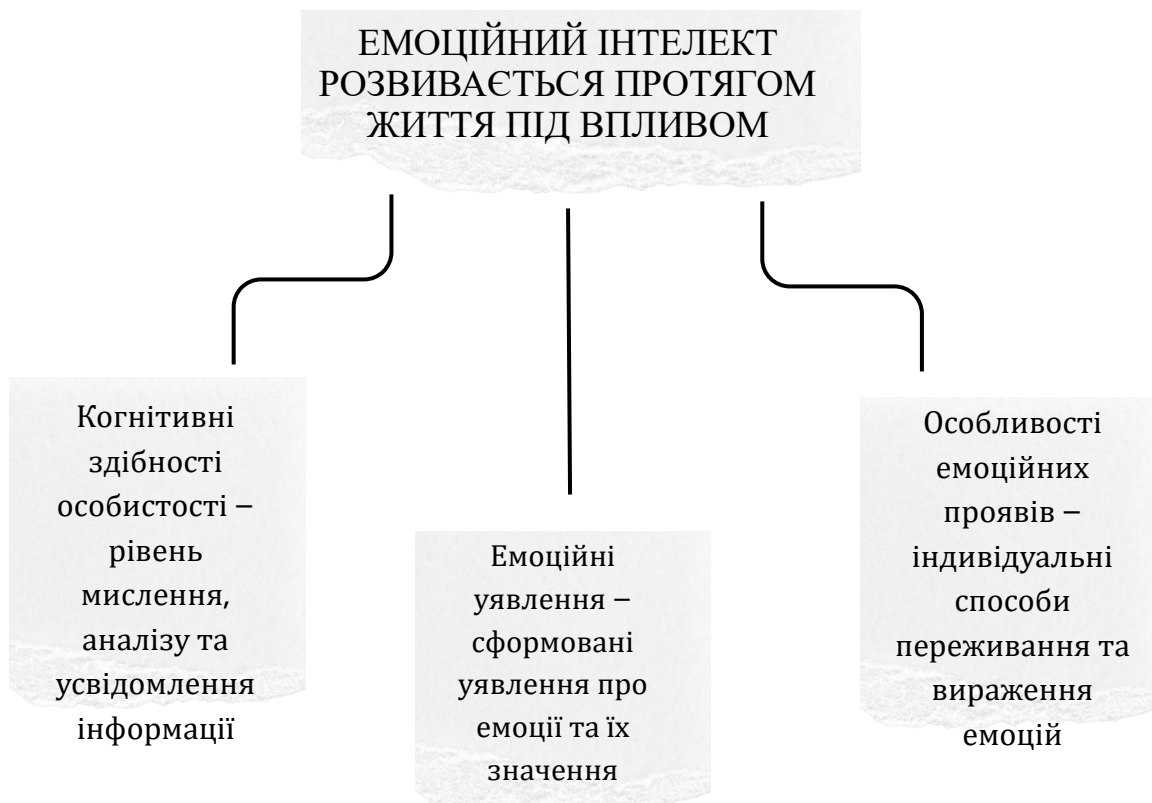 ЕМОЦІЙНИЙ ІНТЕЛЕКТ
РОЗВИВАЄТЬСЯ ПРОТЯГОМ
ЖИТТЯ ПІД ВПЛИВОМ
Когнітивні
здібності
особистості –
рівень
мислення,
аналізу та
усвідомлення
інформації
Емоційні
уявлення –
сформовані
уявлення про
емоції та їх
значення
Особливості
емоційних
проявів –
індивідуальні
способи
переживання та
вираження
емоцій